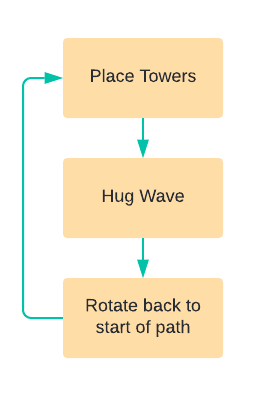 Place Towers
Hug Wave
Rotate back to
start of path